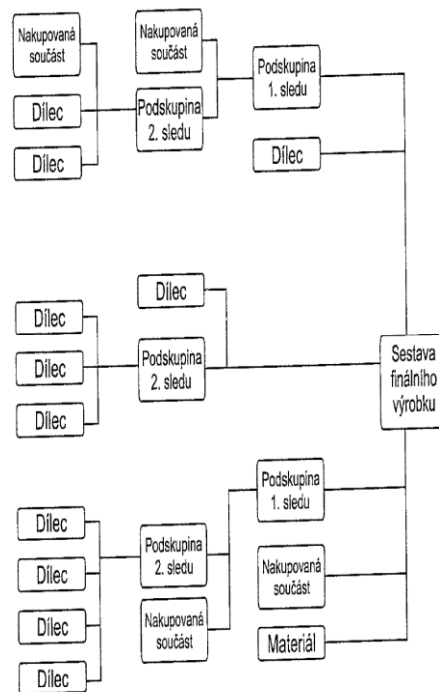 Nakupovaná
součást
Dílec
Dílec
Nakupovaná
součást
Podskupina
2. sledu
Podskupina
1. sledu
Dílec
Dílec
Dílec
Dílec
Dílec
Podskupina
2. sledu
Sestava
finálního
výrobku
Dílec
Dílec
Dílec
Dílec
Podskupina
2. sledu
Nakupovaná
součást
Podskupina
1. sledu
Nakupovaná
součást
Materiál